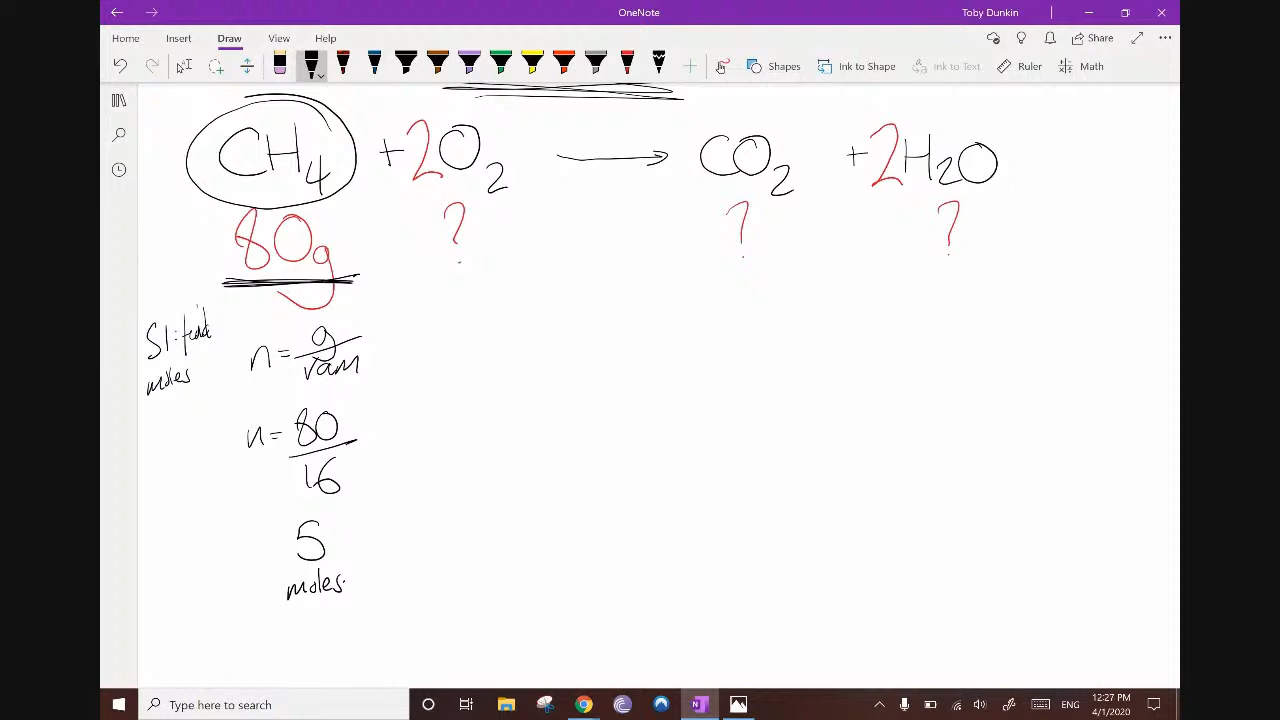 OneNote
Toby Dunkin
Home Insert Draw View Help
Share
Shapes Ink to Shape Ink to Text Ruler Math
CH4 + 2O2 → CO2 + 2H2O
80g ? ? ?
S1: find
moles
n = g
ram
n = 80
16
5
moles.
Type here to search
ENG
12:27 PM
4/1/2020